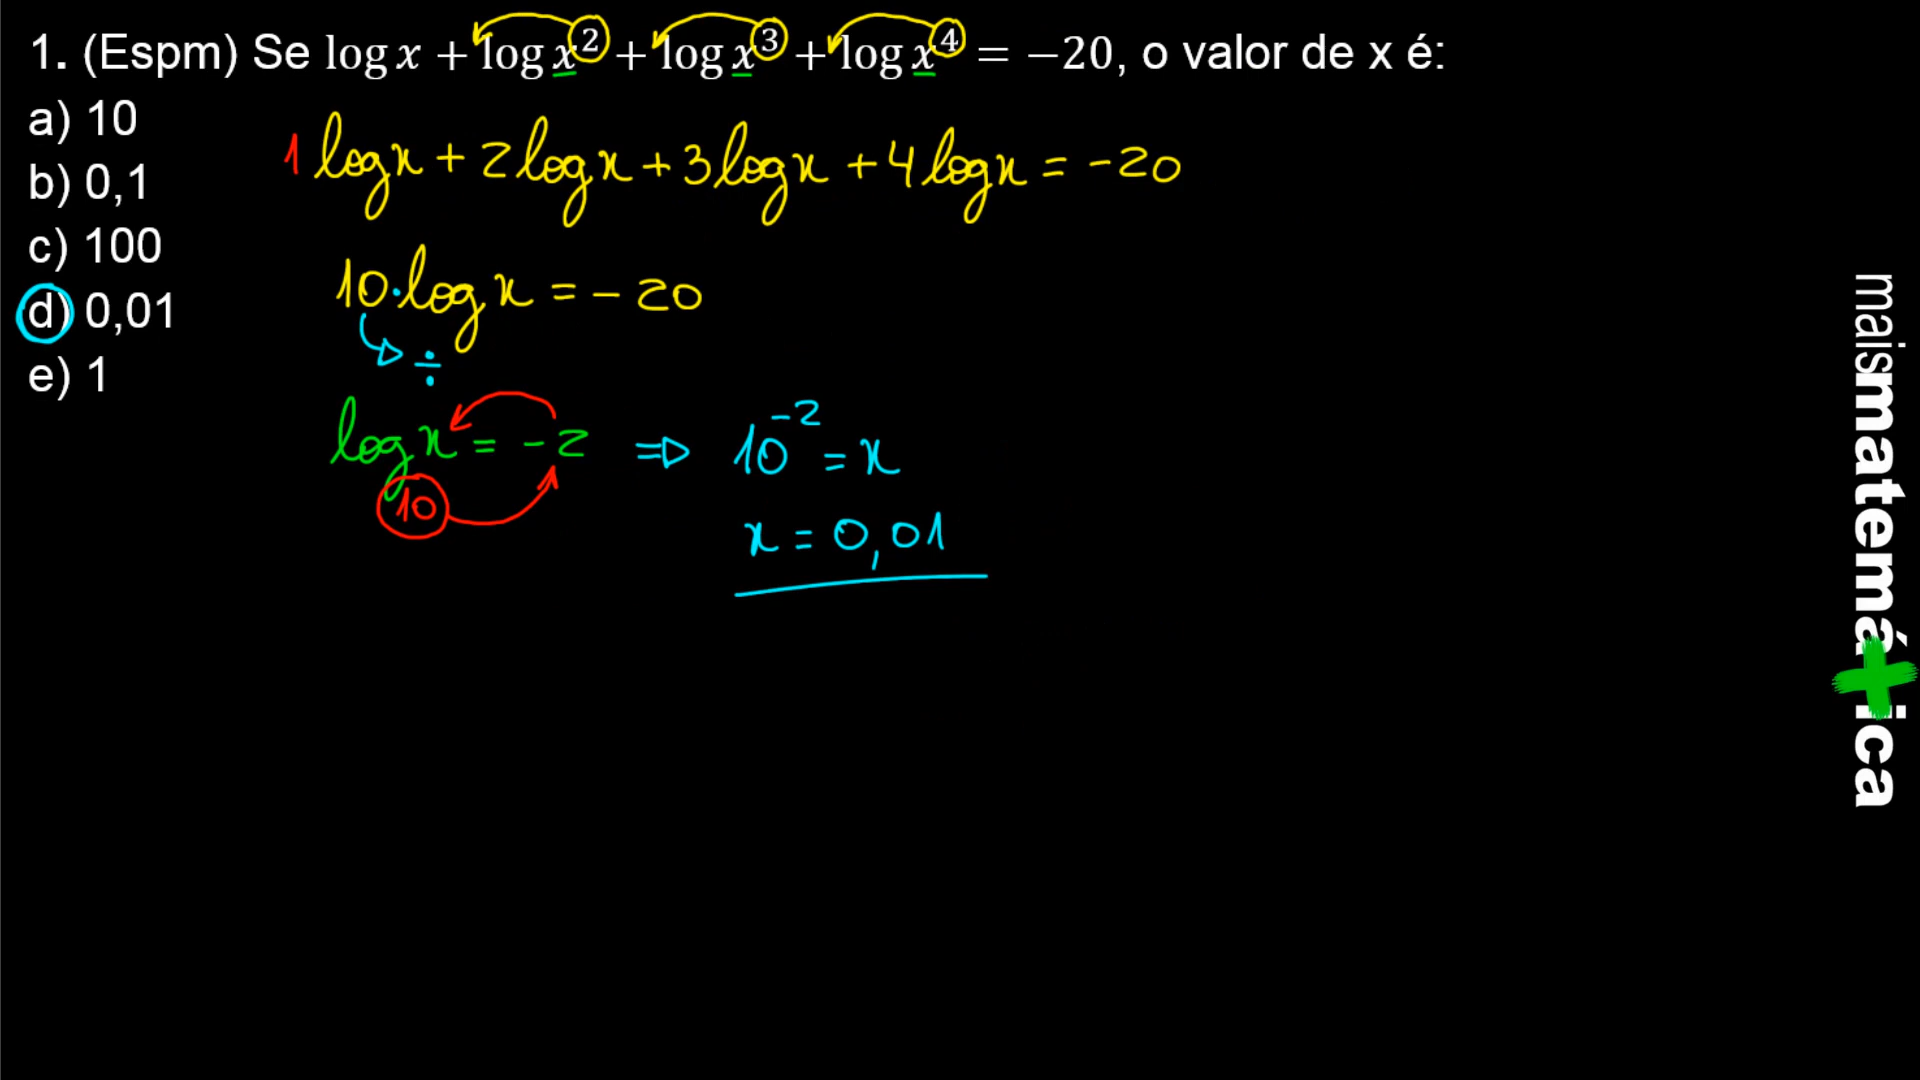 1. (Espm) Se log x + log x² + log x³ + log x⁴ = −20, o valor de x é:
a) 10
b) 0,1
c) 100
d) 0,01
e) 1
1 log x + 2 log x + 3 log x + 4 log x = -20
10·log x = -20
÷
log x = -2 ⇒ 10⁻² = x
10
x = 0,01
maismatemática